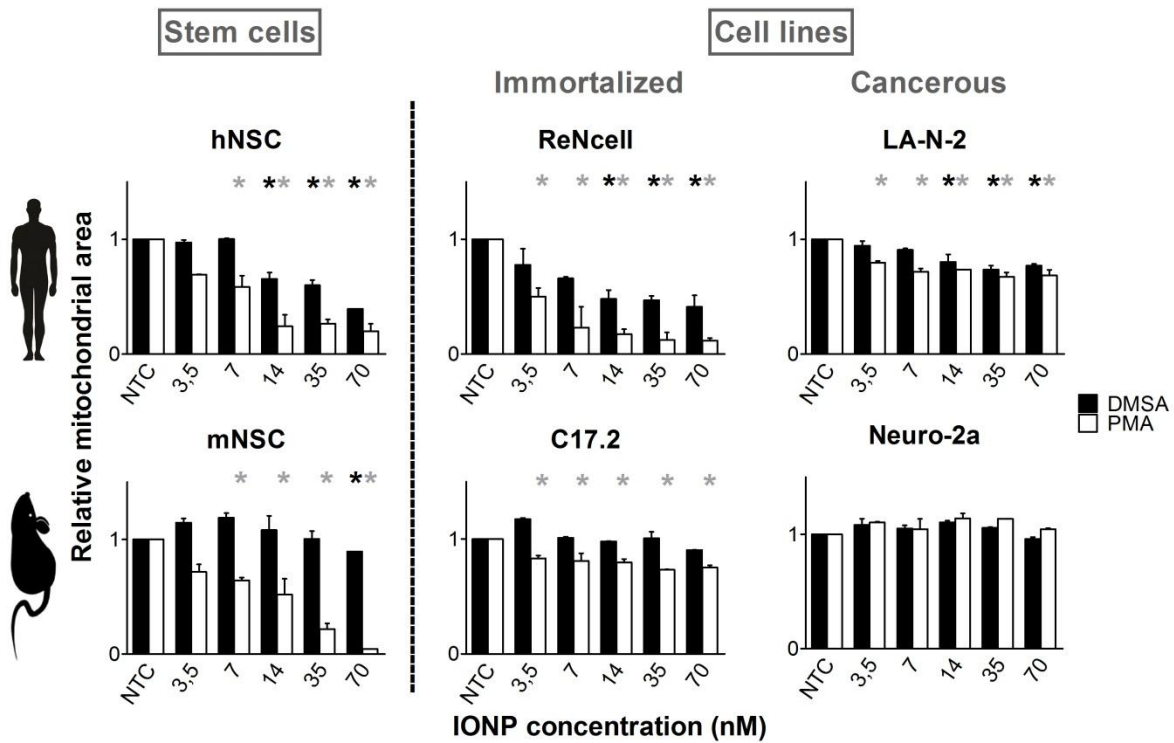 Stem cells
Cell lines
Immortalized
Cancerous
Relative mitochondrial area
hNSC
* ** ** **
1
0
NTC 3,5 7 14 35 70
ReNcell
* * ** ** **
1
0
NTC 3,5 7 14 35 70
LA-N-2
* * ** ** **
1
0
NTC 3,5 7 14 35 70
DMSA
PMA
mNSC
* * * **
1
0
NTC 3,5 7 14 35 70
C17.2
* * * * *
1
0
NTC 3,5 7 14 35 70
Neuro-2a
1
0
NTC 3,5 7 14 35 70
IONP concentration (nM)